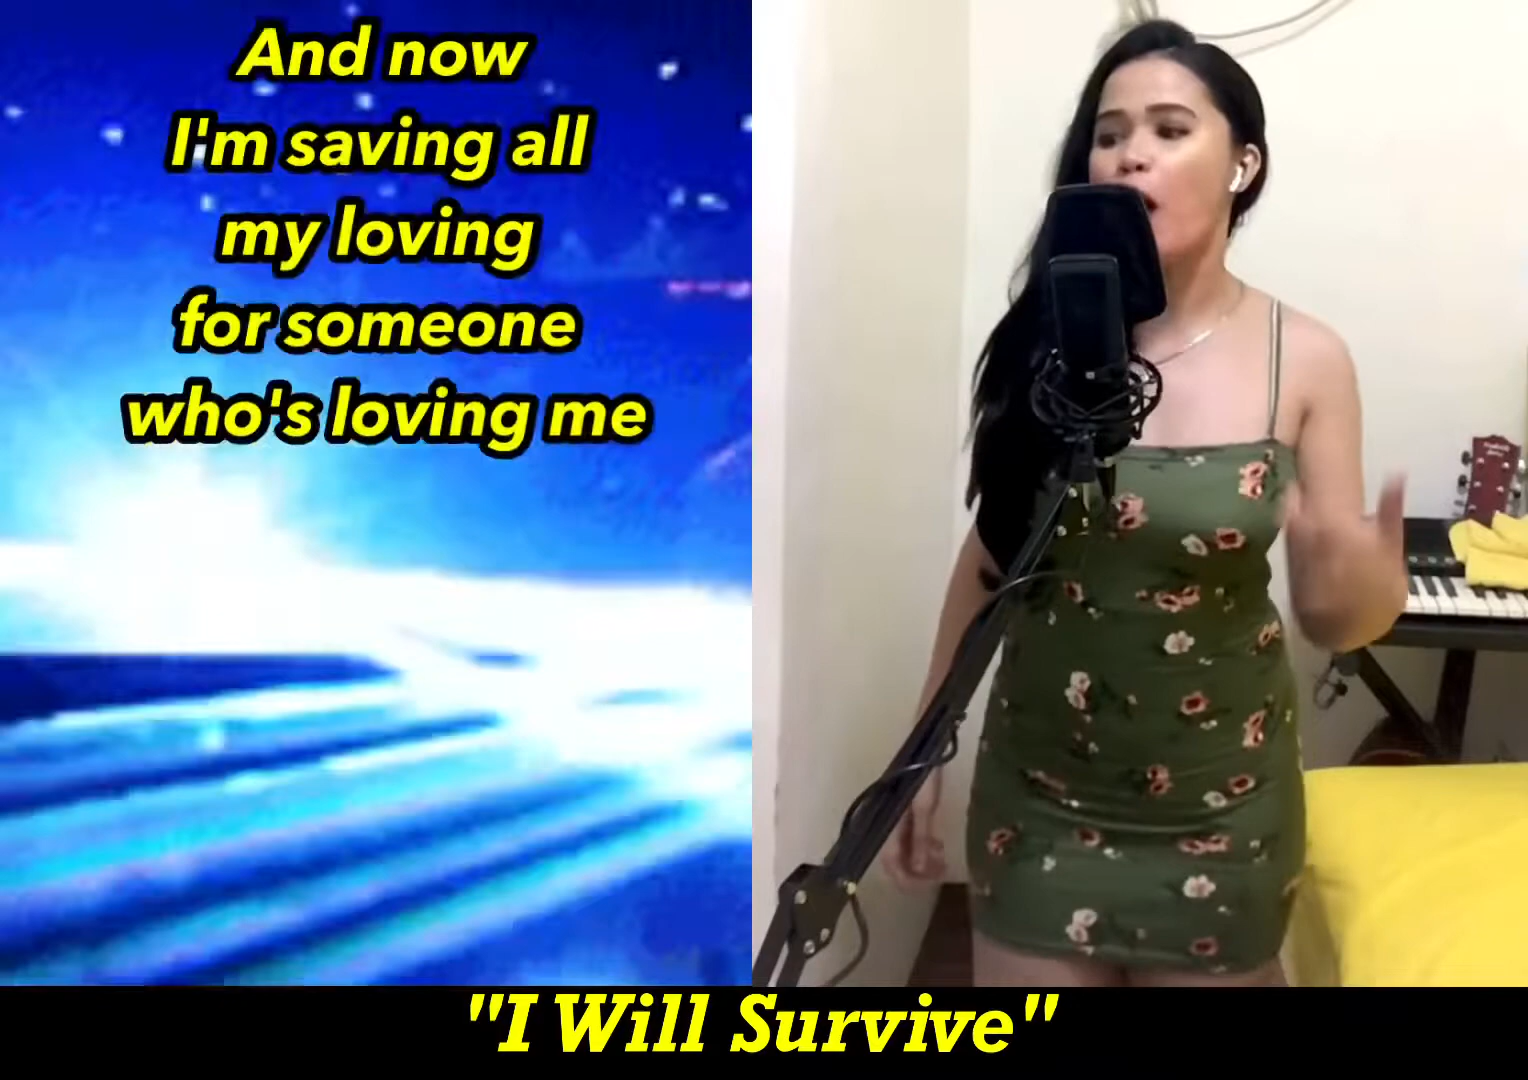 And now
I'm saving all
my loving
for someone
who's loving me
"I Will Survive"